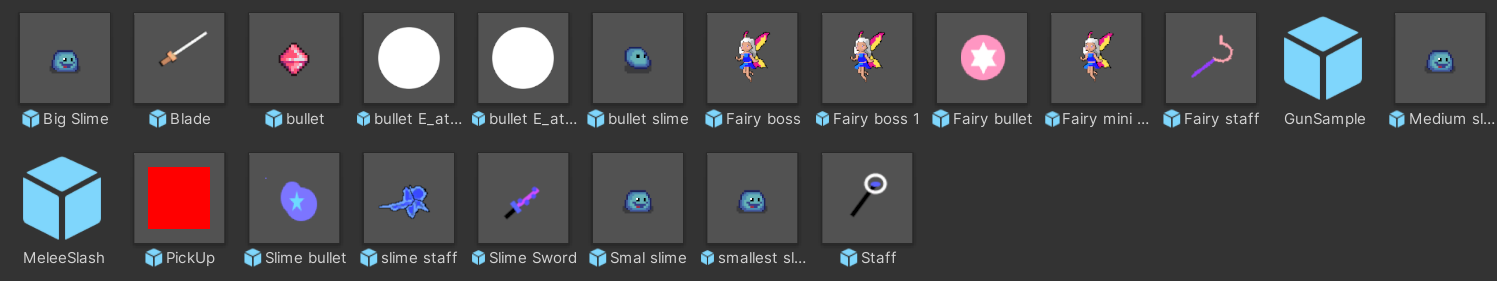 Big Slime Blade bullet bullet E_at... bullet E_at... bullet slime Fairy boss Fairy boss 1 Fairy bullet Fairy mini ... Fairy staff GunSample Medium sl...
MeleeSlash PickUp Slime bullet slime staff Slime Sword Smal slime smallest sl... Staff